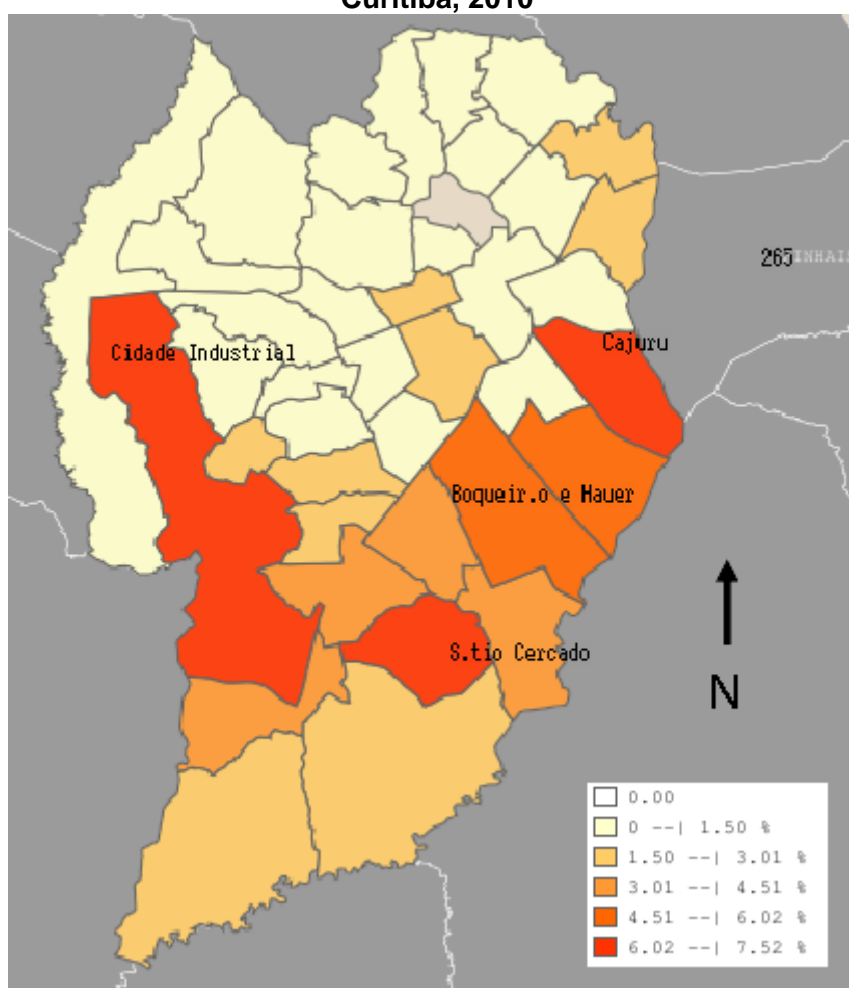 Curitiba, 2010
265
INHAIS
Cajuru
Cidade Industrial
Boqueir.o e Hauer
N
S.tio Cercado
0.00
0 --| 1.50 %
1.50 --| 3.01 %
3.01 --| 4.51 %
4.51 --| 6.02 %
6.02 --| 7.52 %